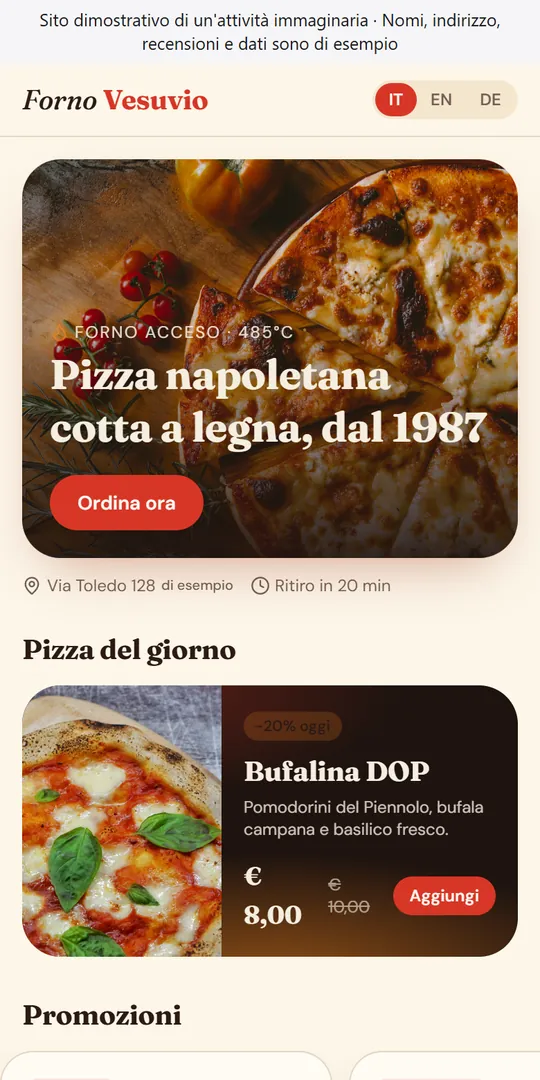 Sito dimostrativo di un'attività immaginaria · Nomi, indirizzo,
recensioni e dati sono di esempio
Forno Vesuvio
IT EN DE
FORNO ACCESO · 485°C
Pizza napoletana
cotta a legna, dal 1987
Ordina ora
Via Toledo 128 di esempio Ritiro in 20 min
Pizza del giorno
−20% oggi
Bufalina DOP
Pomodorini del Piennolo, bufala
campana e basilico fresco.
€
8,00
€
10,00
Aggiungi
Promozioni